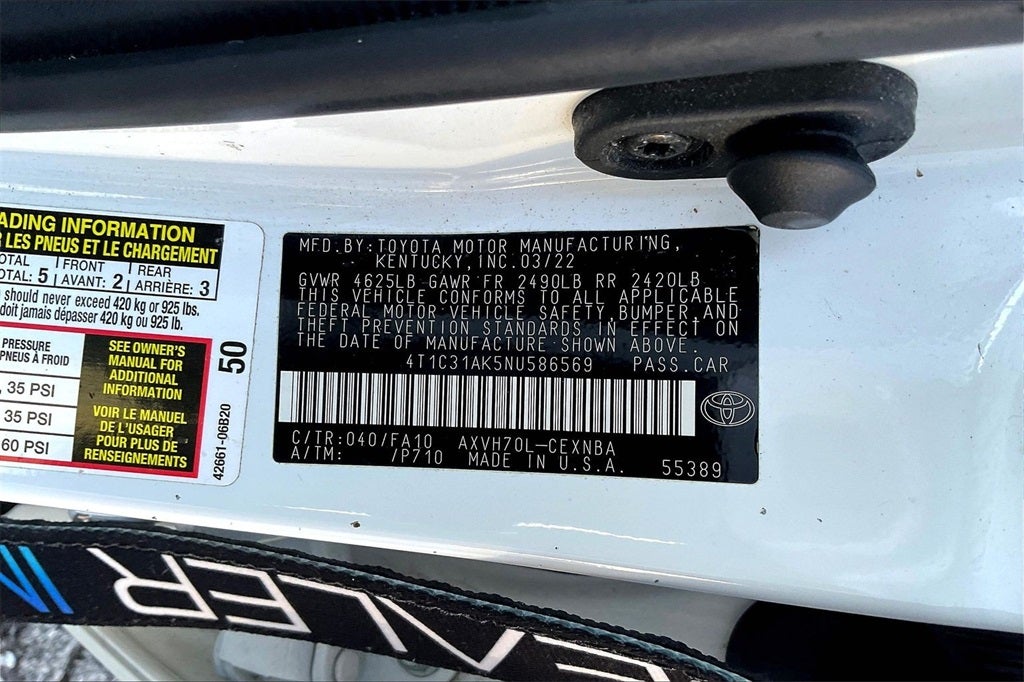 ADING INFORMATION
R LES PNEUS ET LE CHARGEMENT
TOTAL FRONT REAR
TOTAL: 5 AVANT: 2 ARRIÈRE: 3
should never exceed 420 kg or 925 lbs.
doit jamais dépasser 420 kg ou 925 lb.
PRESSURE
PNEUS À FROID
, 35 PSI
35 PSI
60 PSI
SEE OWNER'S
MANUAL FOR
ADDITIONAL
INFORMATION
VOIR LE MANUEL
DE L'USAGER
POUR PLUS DE
RENSEIGNEMENTS
50
42661-06B20
MFD.BY:TOYOTA MOTOR MANUFACTURING,
KENTUCKY,INC.03/22
GVWR 4625LB GAWR FR 2490LB RR 2420LB
THIS VEHICLE CONFORMS TO ALL APPLICABLE
FEDERAL MOTOR VEHICLE SAFETY,BUMPER,AND
THEFT PREVENTION STANDARDS IN EFFECT ON
THE DATE OF MANUFACTURE SHOWN ABOVE.
4T1C31AK5NU586569 PASS.CAR
C/TR:040/FA10 AXVH70L-CEXNBA
A/TM: /P710 MADE IN U.S.A. 55389